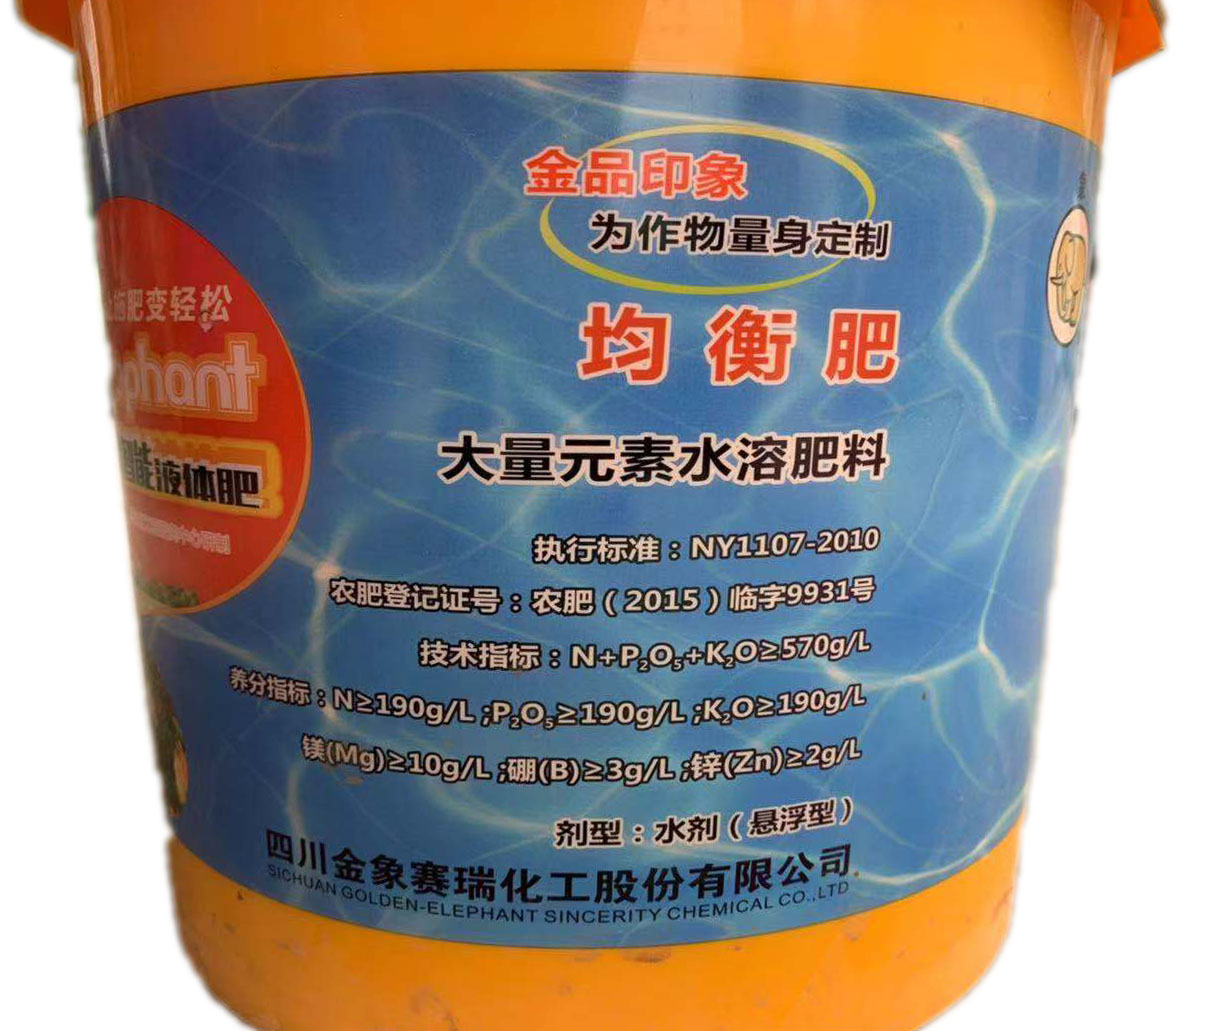 金品印象
为作物量身定制
均衡肥
大量元素水溶肥料
执行标准：NY1107-2010
农肥登记证号：农肥（2015）临字9931号
技术指标：N+P₂O₅+K₂O≥570g/L
养分指标：N≥190g/L;P₂O₅≥190g/L;K₂O≥190g/L
镁(Mg)≥10g/L;硼(B)≥3g/L;锌(Zn)≥2g/L
剂型：水剂（悬浮型）
四川金象赛瑞化工股份有限公司
SICHUAN GOLDEN-ELEPHANT SINCERITY CHEMICAL CO.,LTD
施肥变轻松
phant
智能液体肥